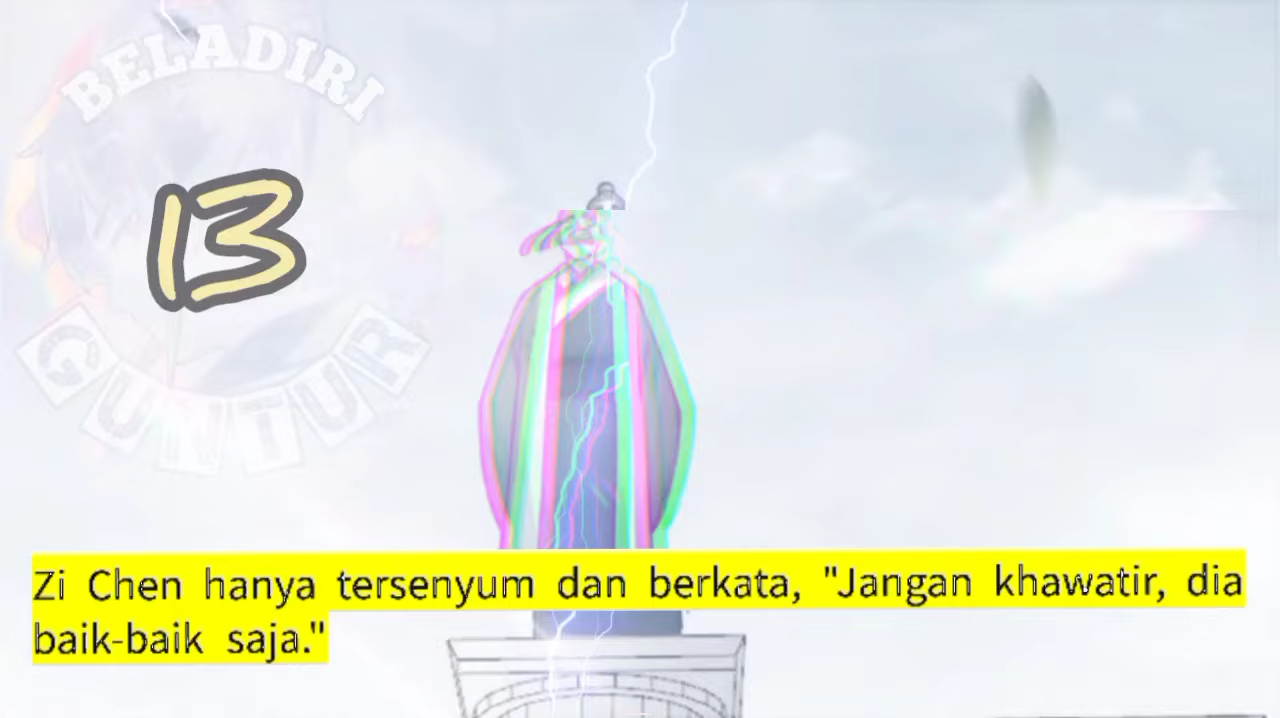 BELADIRI
13
GUNTUR
Zi Chen hanya tersenyum dan berkata, "Jangan khawatir, dia
baik-baik saja."